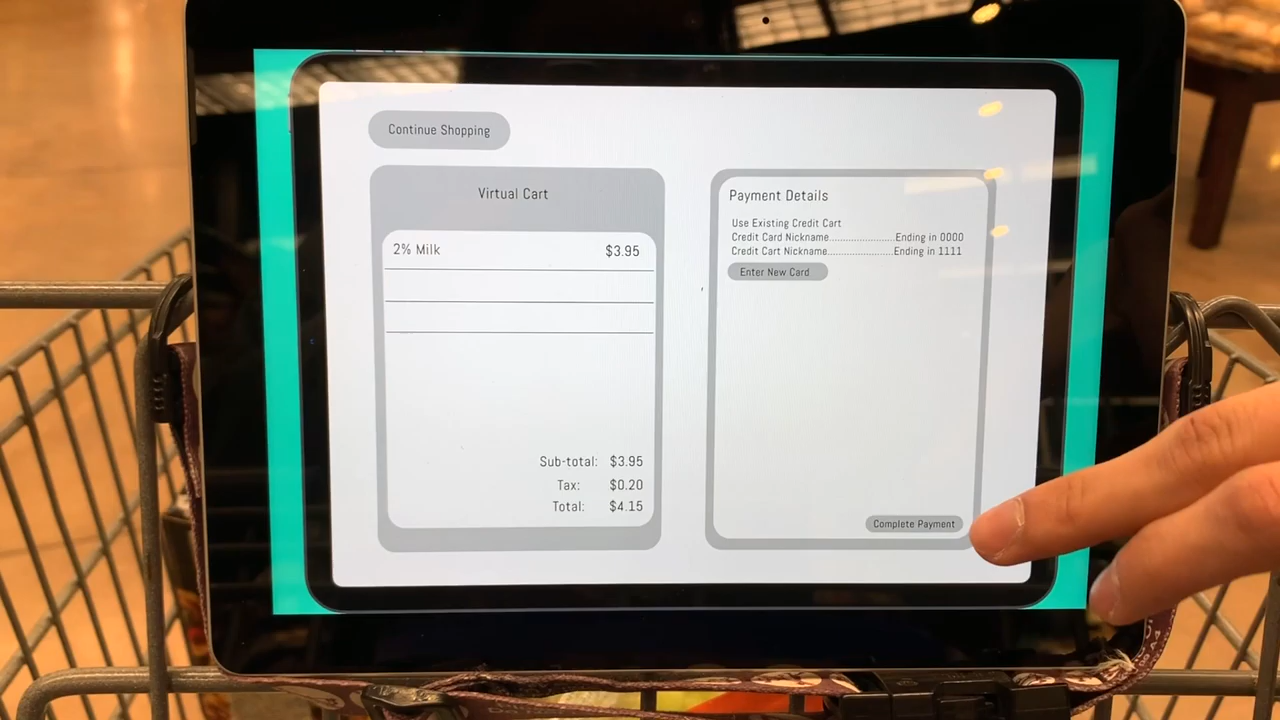 Continue Shopping
Virtual Cart
2% Milk $3.95
Sub-total: $3.95
Tax: $0.20
Total: $4.15
Payment Details
Use Existing Credit Cart
Credit Card Nickname......................Ending in 0000
Credit Cart Nickname......................Ending in 1111
Enter New Card
Complete Payment